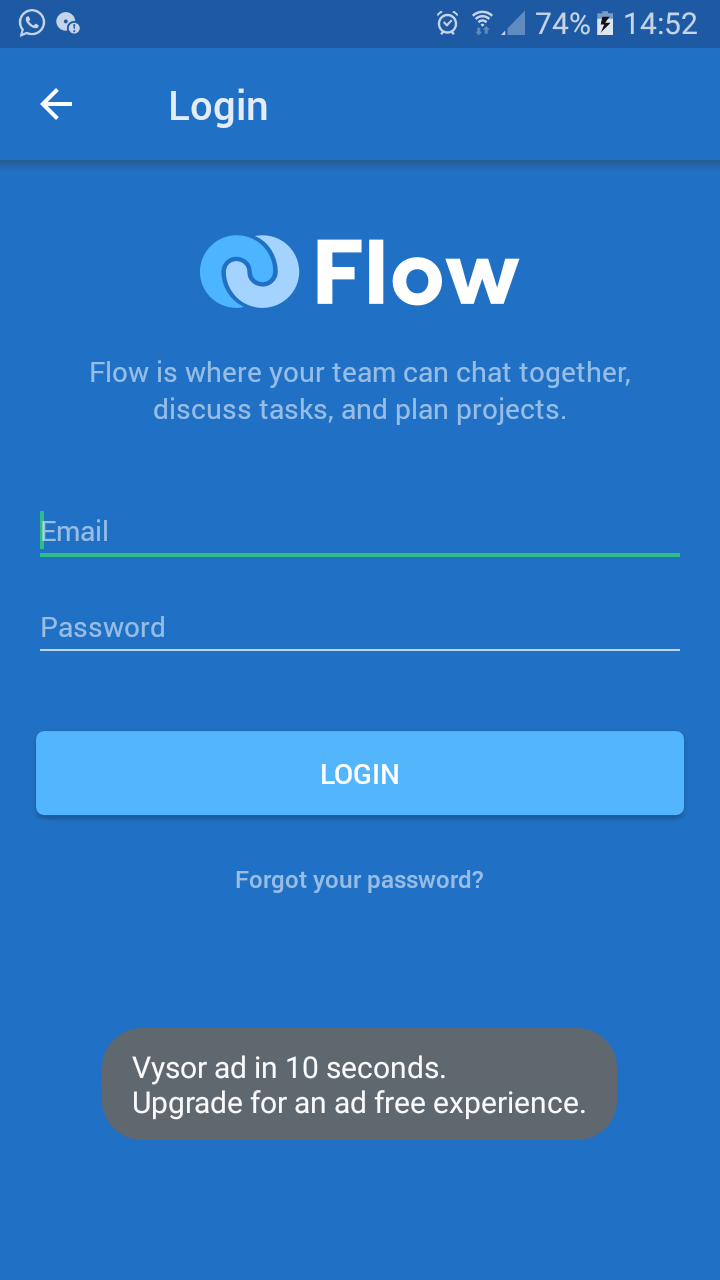 74% 14:52
Login
Flow
Flow is where your team can chat together,
discuss tasks, and plan projects.
Email
Password
LOGIN
Forgot your password?
Vysor ad in 10 seconds.
Upgrade for an ad free experience.